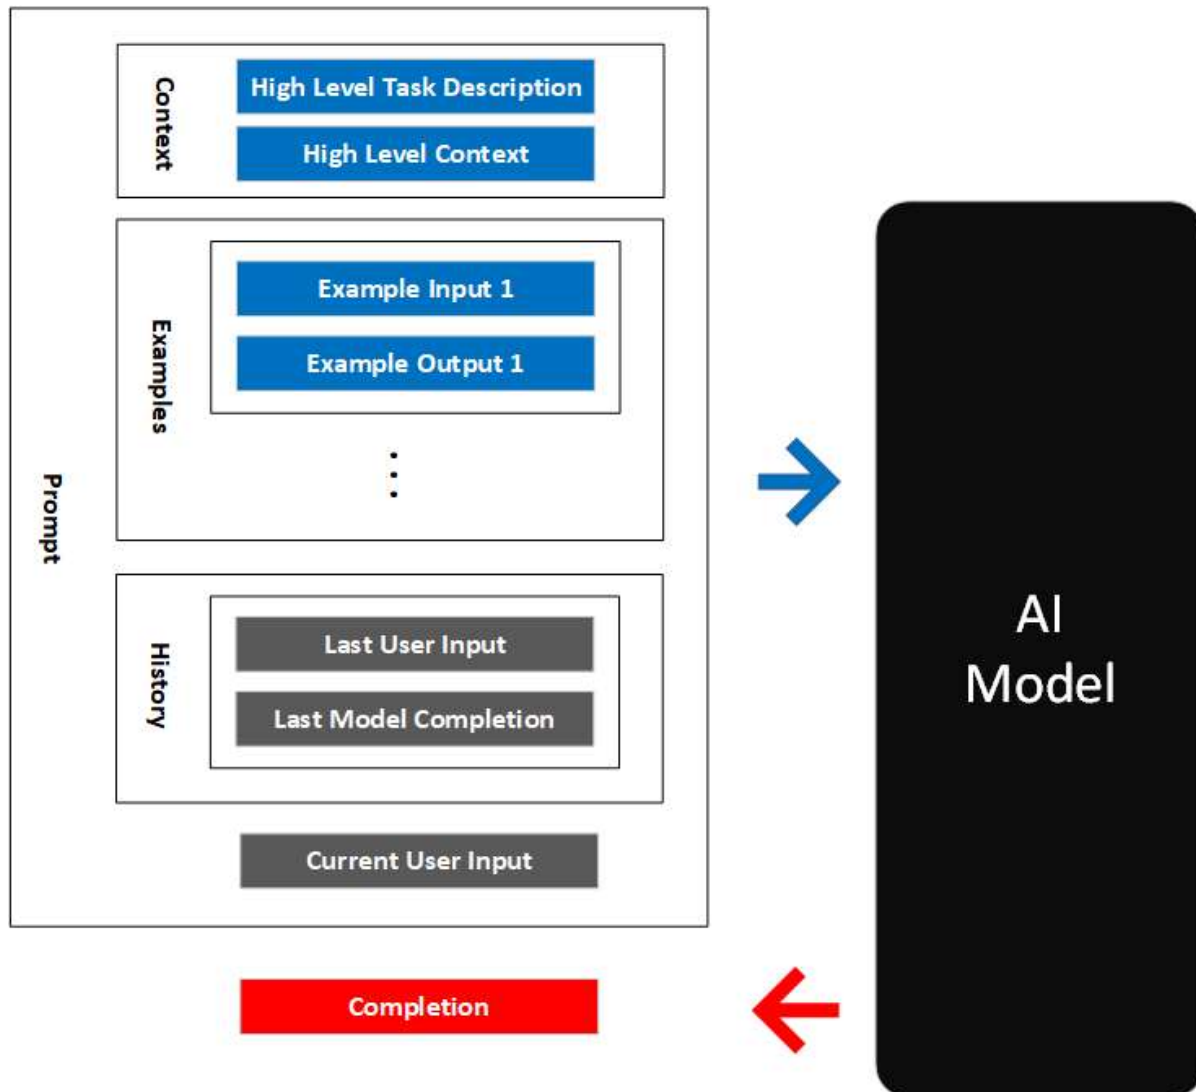 Prompt
Context
High Level Task Description
High Level Context
Examples
Example Input 1
Example Output 1
...
History
Last User Input
Last Model Completion
Current User Input
Completion
AI
Model